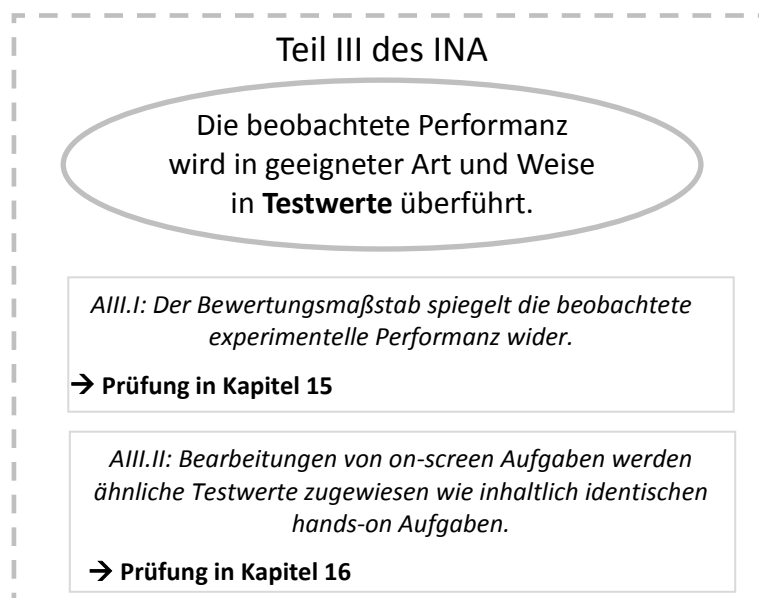 Teil III des INA
Die beobachtete Performanz
wird in geeigneter Art und Weise
in Testwerte überführt.
AIII.I: Der Bewertungsmaßstab spiegelt die beobachtete
experimentelle Performanz wider.
→ Prüfung in Kapitel 15
AIII.II: Bearbeitungen von on-screen Aufgaben werden
ähnliche Testwerte zugewiesen wie inhaltlich identischen
hands-on Aufgaben.
→ Prüfung in Kapitel 16